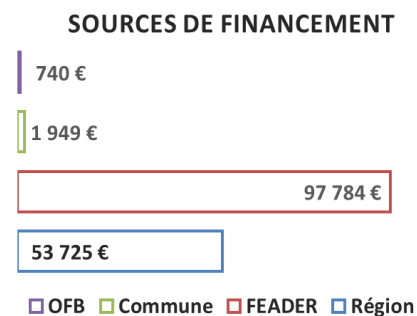 SOURCES DE FINANCEMENT
740 €
1 949 €
97 784 €
53 725 €
OFB Commune FEADER Région